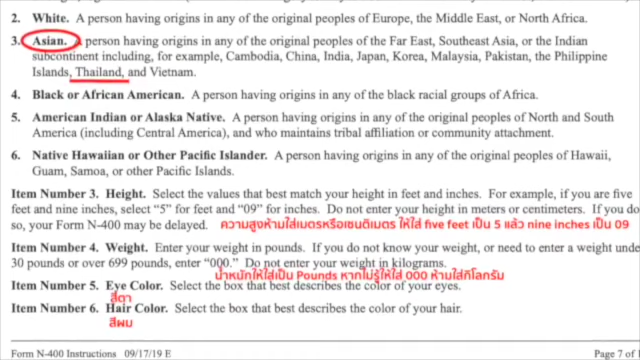 2. White. A person having origins in any of the original peoples of Europe, the Middle East, or North Africa.
3. Asian. A person having origins in any of the original peoples of the Far East, Southeast Asia, or the Indian
subcontinent including, for example, Cambodia, China, India, Japan, Korea, Malaysia, Pakistan, the Philippine
Islands, Thailand, and Vietnam.
4. Black or African American. A person having origins in any of the black racial groups of Africa.
5. American Indian or Alaska Native. A person having origins in any of the original peoples of North and South
America (including Central America), and who maintains tribal affiliation or community attachment.
6. Native Hawaiian or Other Pacific Islander. A person having origins in any of the original peoples of Hawaii,
Guam, Samoa, or other Pacific Islands.
Item Number 3. Height. Select the values that best match your height in feet and inches. For example, if you are five
feet and nine inches, select “5” for feet and “09” for inches. Do not enter your height in meters or centimeters. If you do
so, your Form N-400 may be delayed. ความสูงห้ามใส่เมตรหรือเซนติเมตร ให้ใส่ five feet เป็น 5 แล้ว nine inches เป็น 09
Item Number 4. Weight. Enter your weight in pounds. If you do not know your weight, or need to enter a weight unde
30 pounds or over 699 pounds, enter “000.” Do not enter your weight in kilograms.
น้ำหนักให้ใส่เป็น Pounds หากไม่รู้ให้ใส่ 000 ห้ามใส่กิโลกรัม
Item Number 5. Eye Color. Select the box that best describes the color of your eyes.
สีตา
Item Number 6. Hair Color. Select the box that best describes the color of your hair.
สีผม
Form N-400 Instructions 09/17/19 E Page 7 of 1